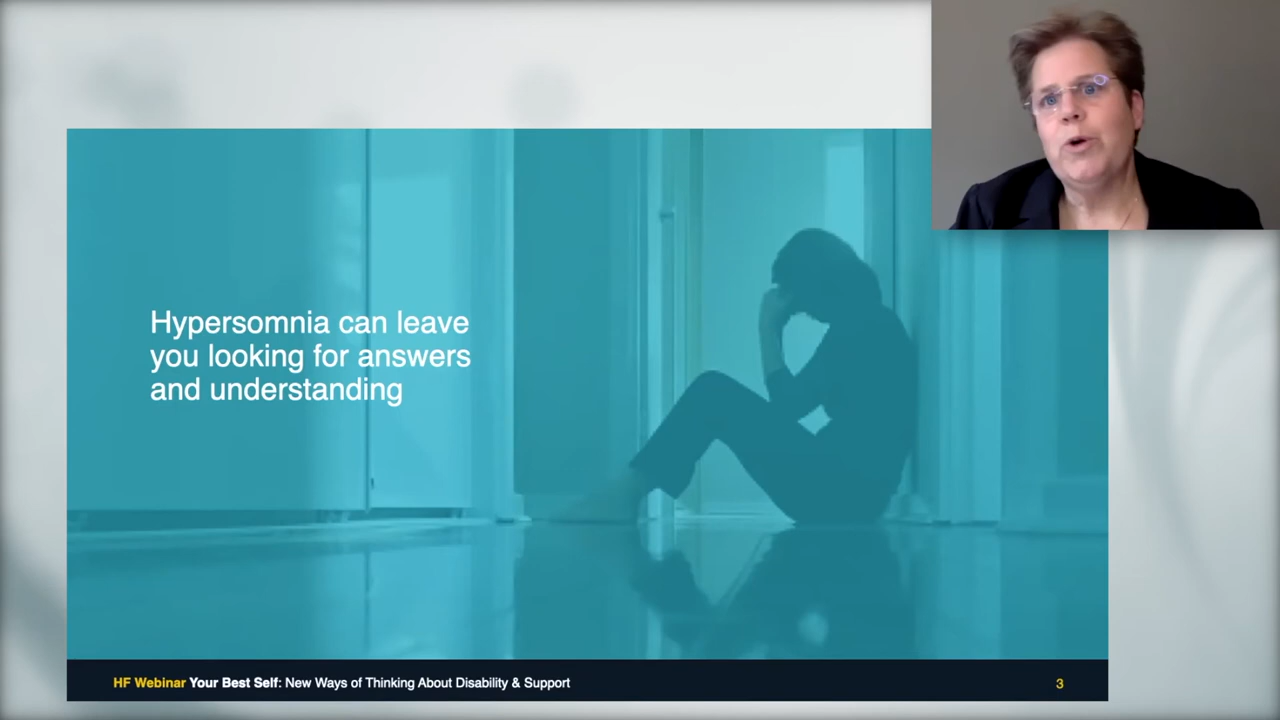 Hypersomnia can leave
you looking for answers
and understanding
HF Webinar Your Best Self: New Ways of Thinking About Disability & Support
3